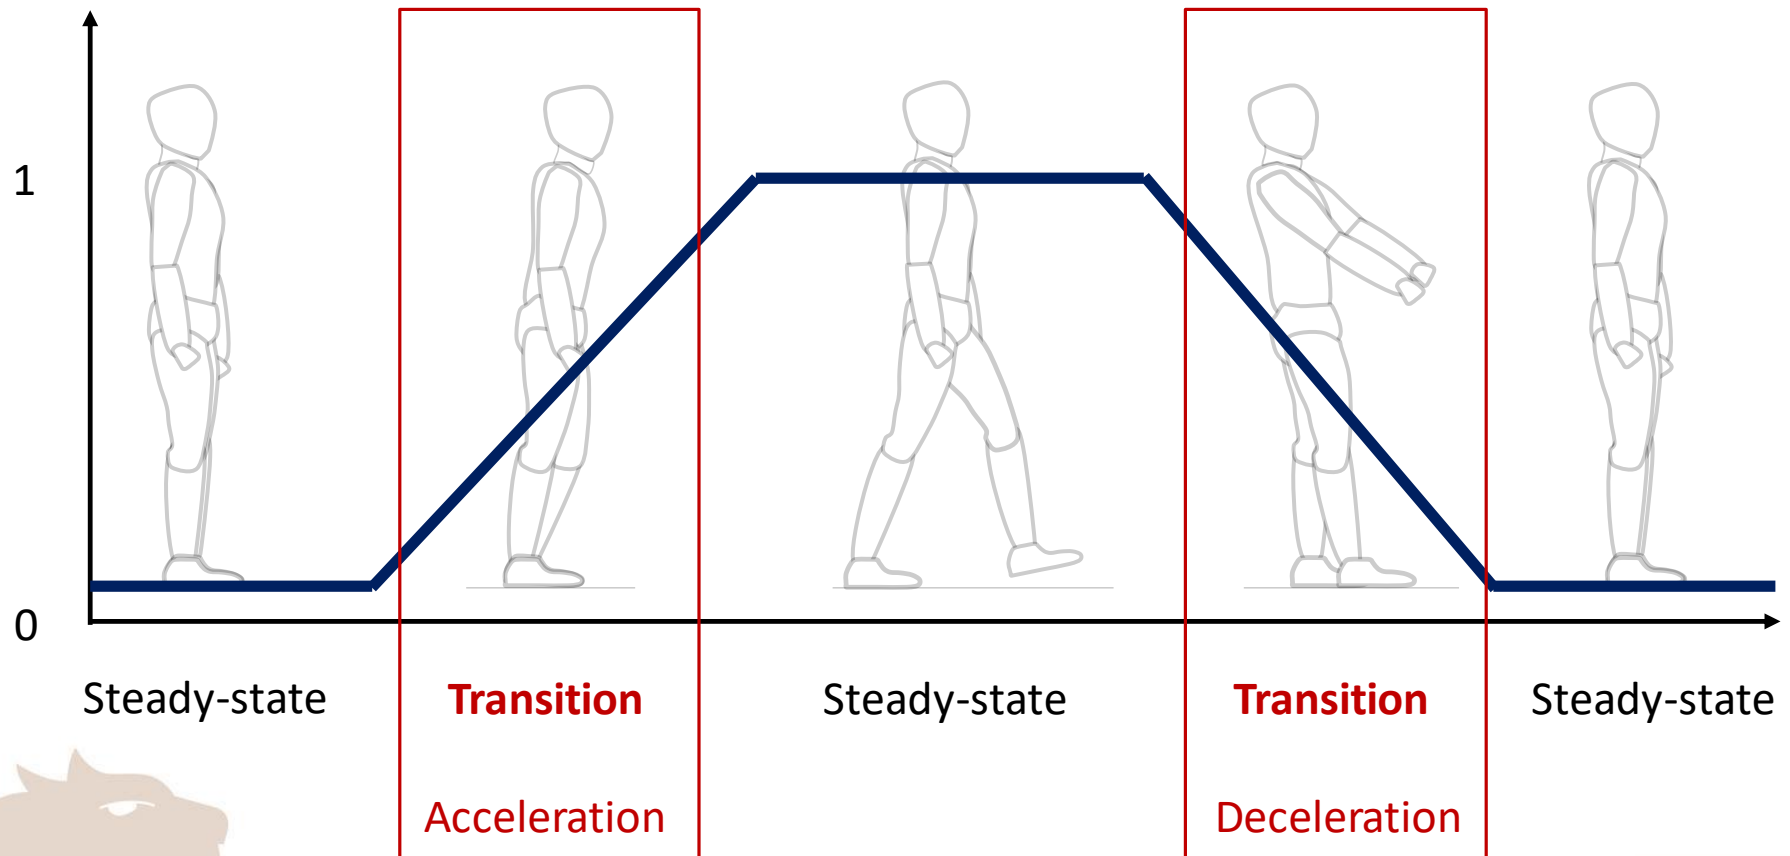 1
0
Steady-state
Transition
Steady-state
Transition
Steady-state
Acceleration
Deceleration